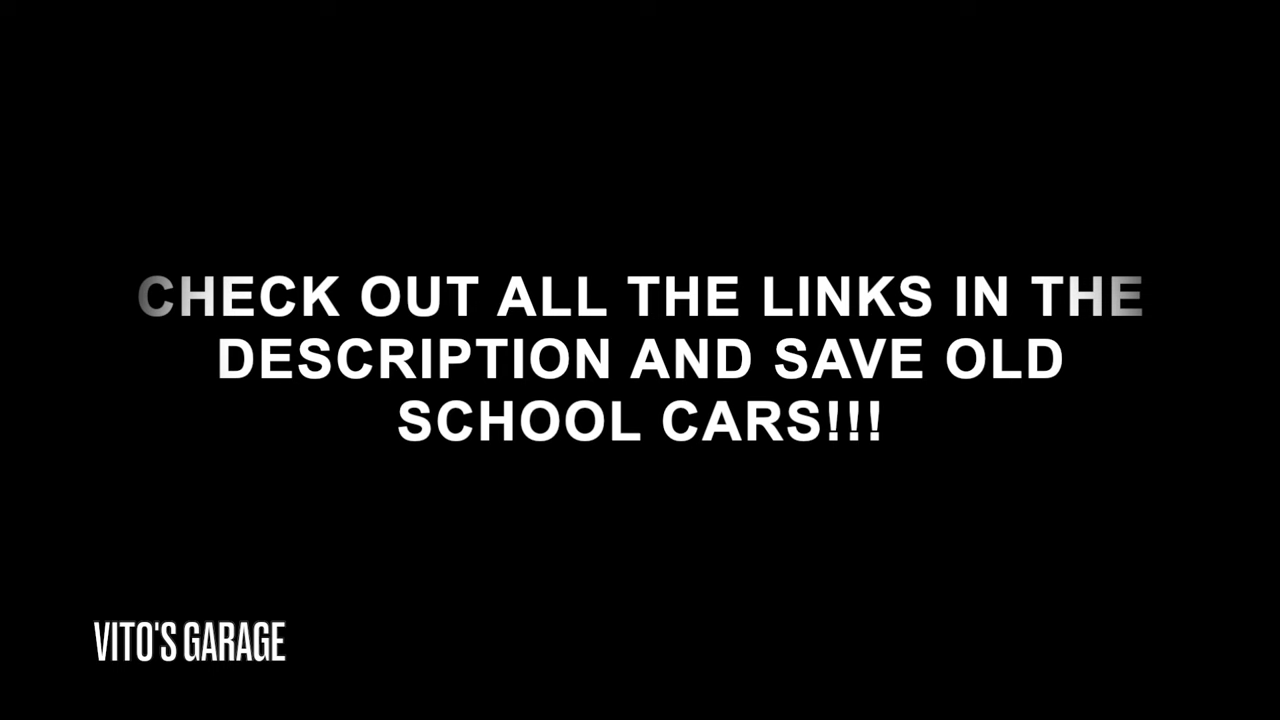 CHECK OUT ALL THE LINKS IN THE
DESCRIPTION AND SAVE OLD
SCHOOL CARS!!!
VITO'S GARAGE